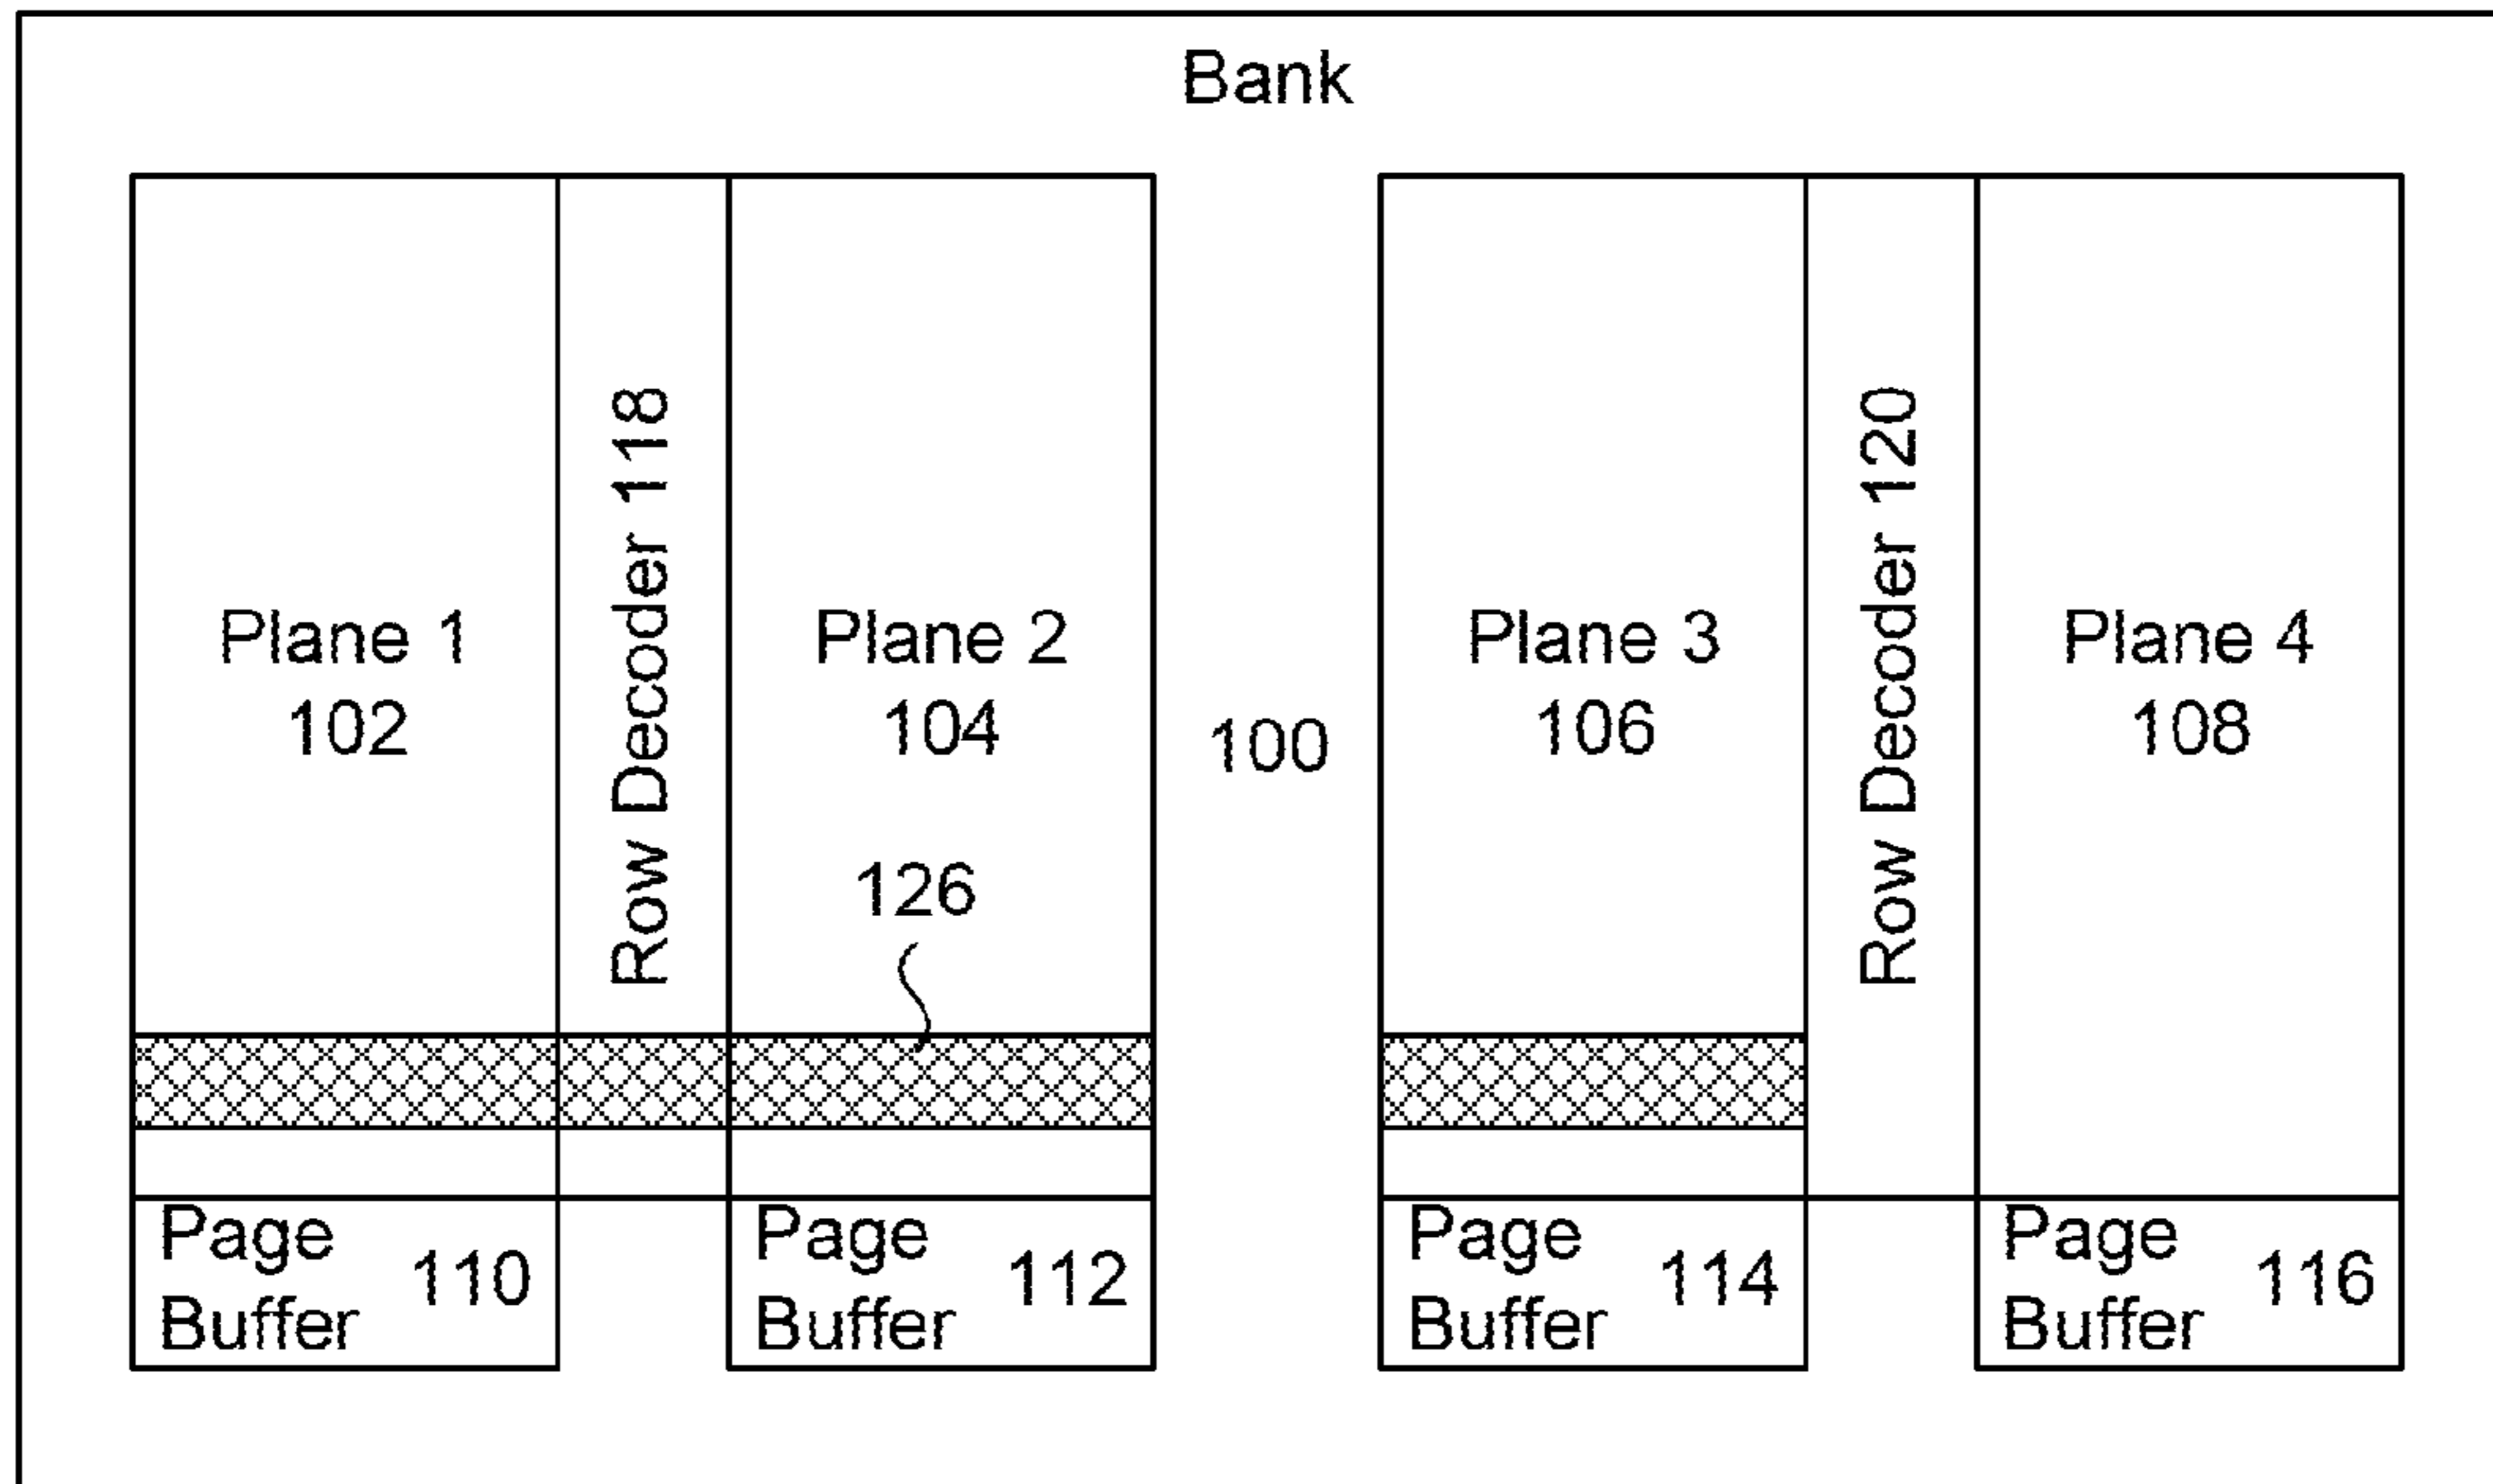 Bank
Plane 1
102
Row Decoder 118
Plane 2
104
126
100
Plane 3
106
Row Decoder 120
Plane 4
108
Page
Buffer
110
Page
Buffer
112
Page
Buffer
114
Page
Buffer
116